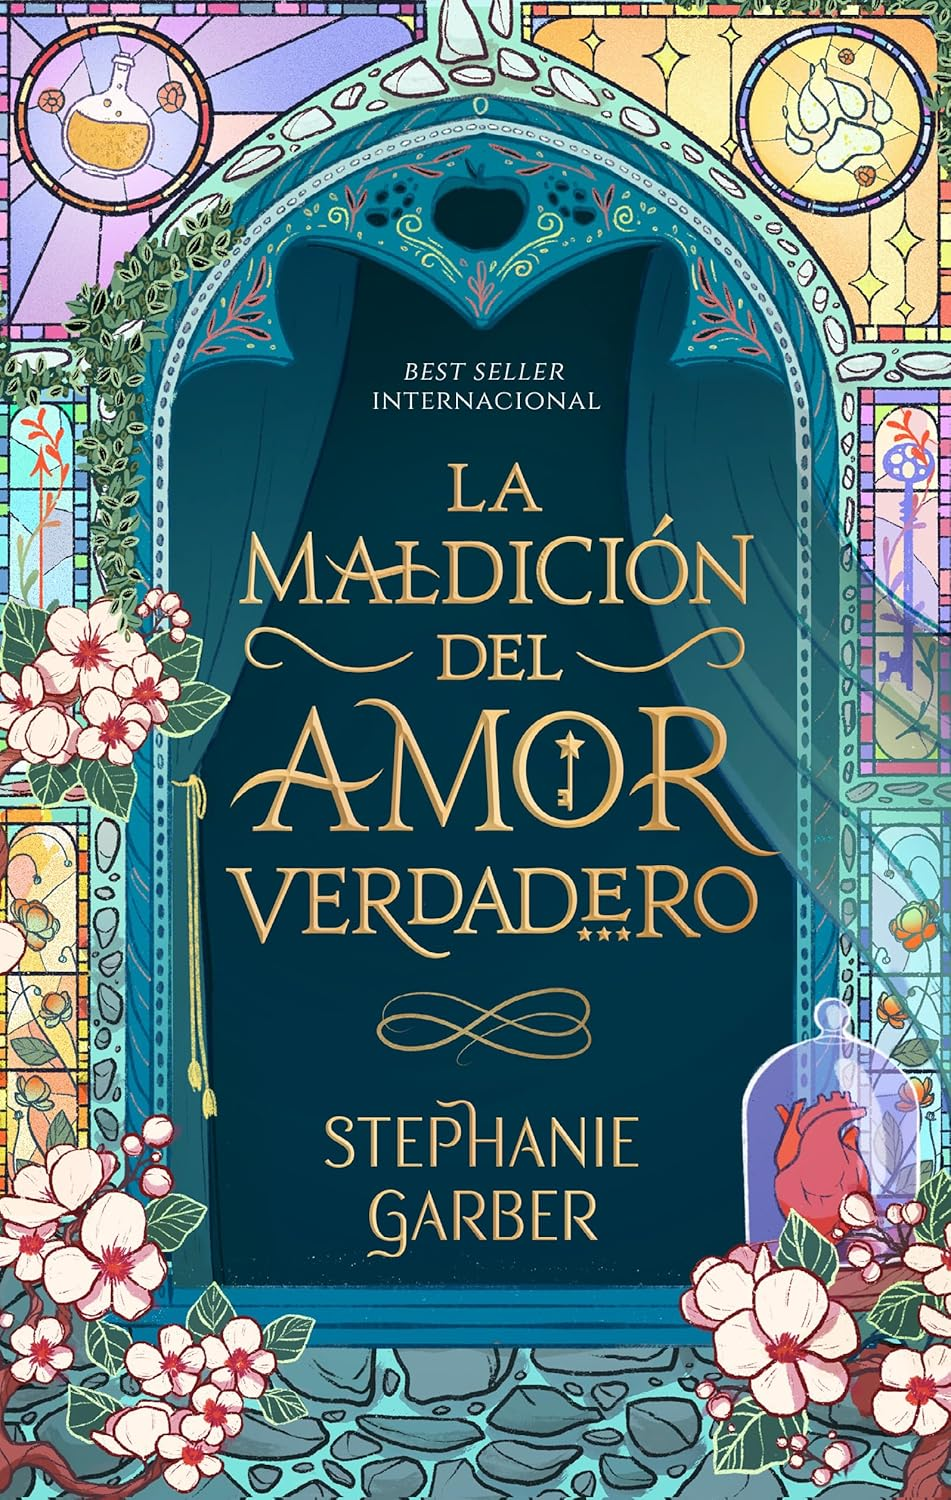 BEST SELLER
INTERNACIONAL
LA
MALDICIÓN
DEL
AMOR
VERDADERO
STEPHANIE
GARBER